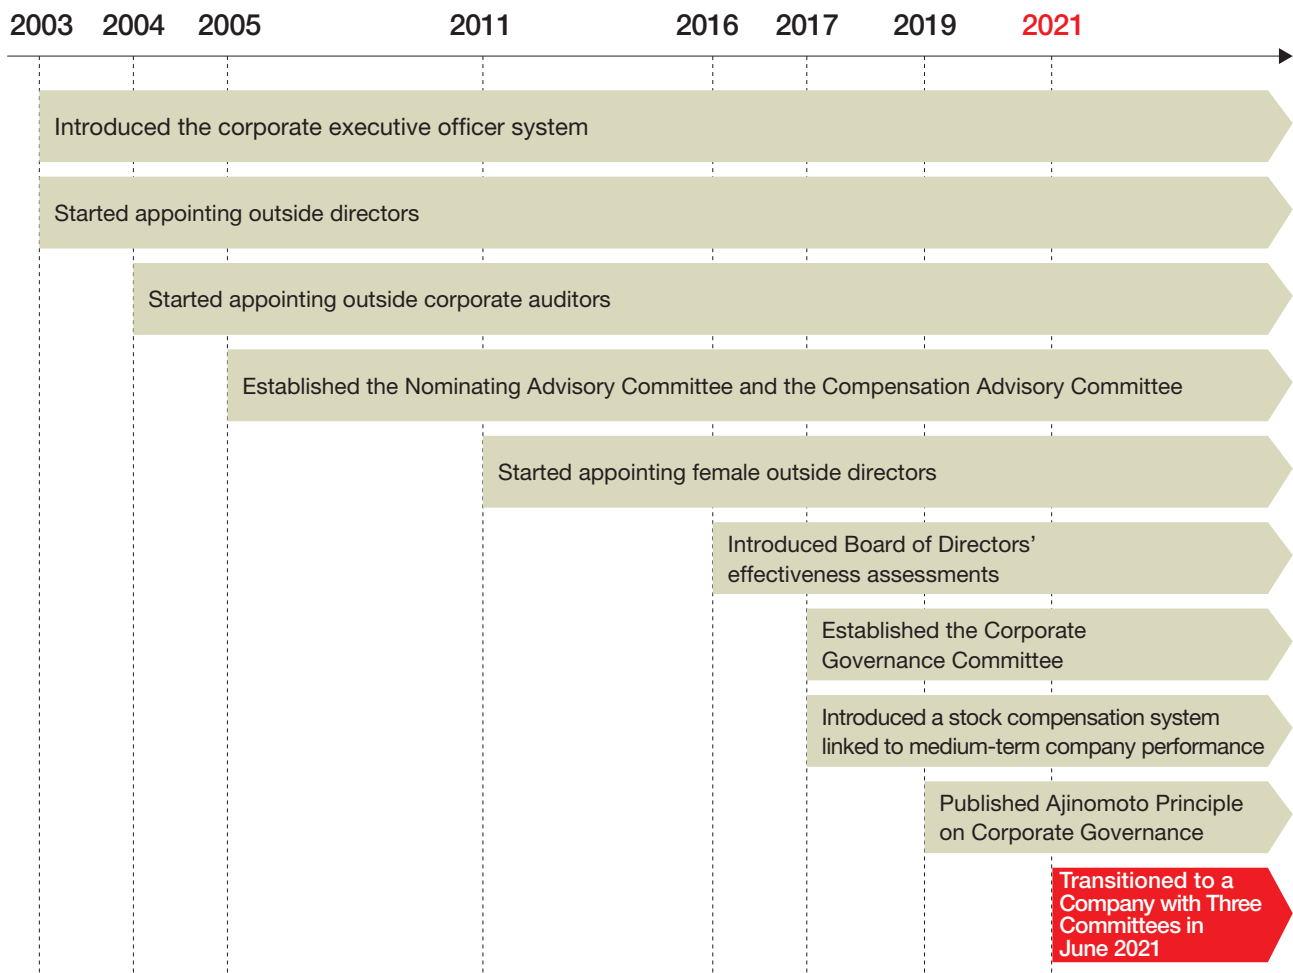 2003 2004 2005 2011 2016 2017 2019 2021
Introduced the corporate executive officer system
Started appointing outside directors
Started appointing outside corporate auditors
Established the Nominating Advisory Committee and the Compensation Advisory Committee
Started appointing female outside directors
Introduced Board of Directors’
effectiveness assessments
Established the Corporate
Governance Committee
Introduced a stock compensation system
linked to medium-term company performance
Published Ajinomoto Principle
on Corporate Governance
Transitioned to a
Company with Three
Committees in
June 2021